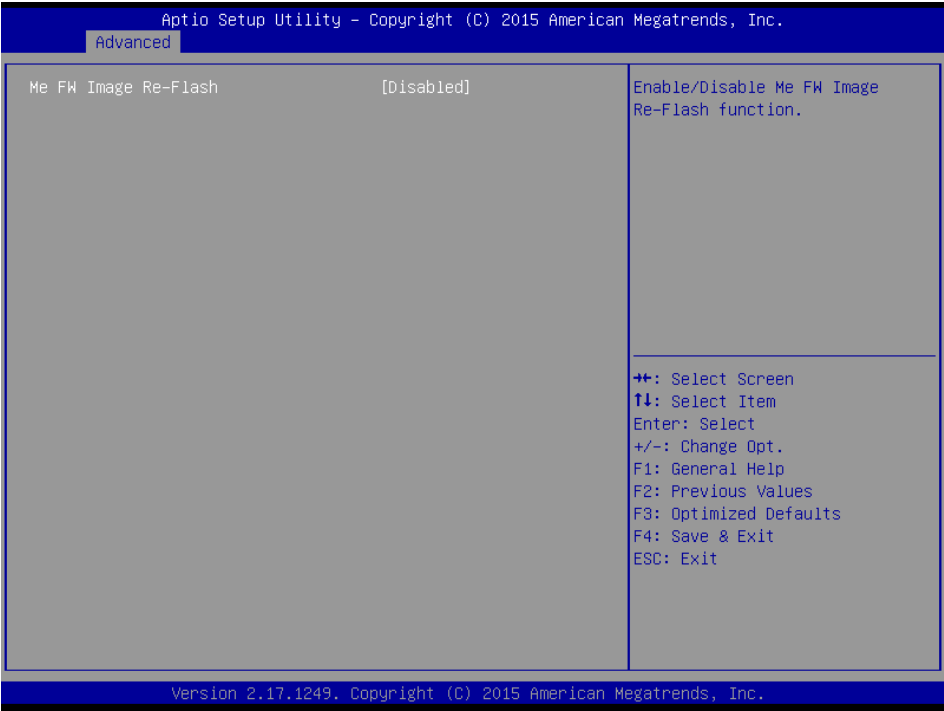 Aptio Setup Utility – Copyright (C) 2015 American Megatrends, Inc.
Advanced
Me FW Image Re-Flash [Disabled]
Enable/Disable Me FW Image
Re-Flash function.
→←: Select Screen
↑↓: Select Item
Enter: Select
+/-: Change Opt.
F1: General Help
F2: Previous Values
F3: Optimized Defaults
F4: Save & Exit
ESC: Exit
Version 2.17.1249. Copyright (C) 2015 American Megatrends, Inc.